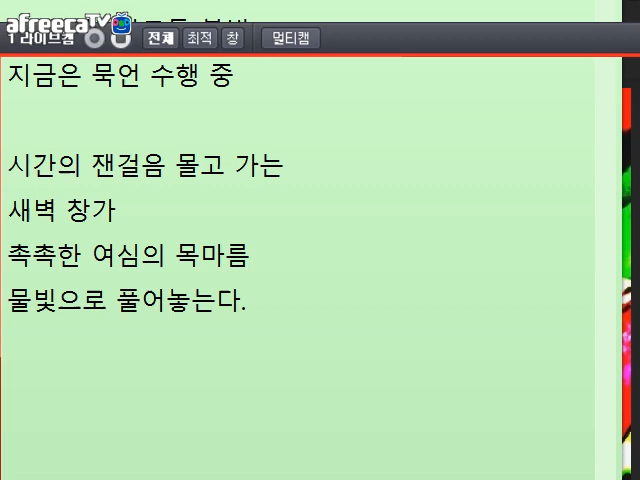 afreecaTV
1 라이브캠 전체 최적 창 멀티캠
지금은 묵언 수행 중
시간의 잰걸음 몰고 가는
새벽 창가
촉촉한 여심의 목마름
물빛으로 풀어놓는다.